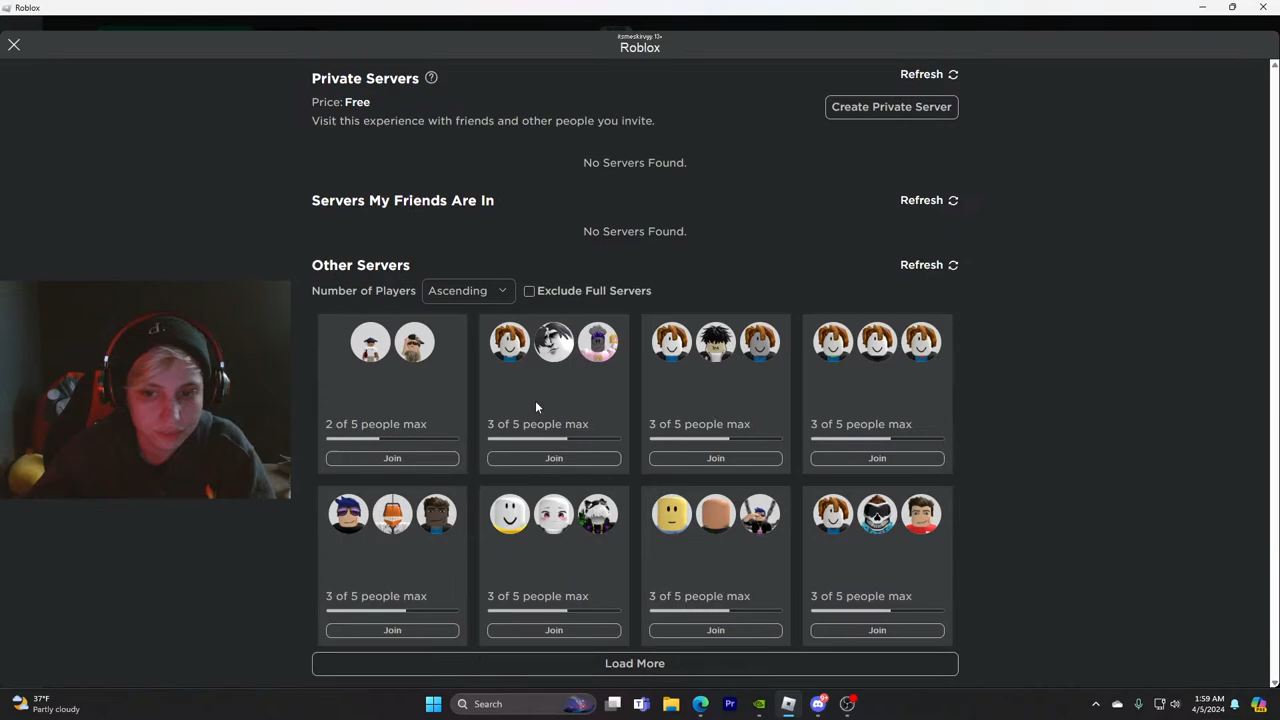 Roblox
itsmeskirvgg: 13+
Roblox
Private Servers
Refresh
Price: Free
Create Private Server
Visit this experience with friends and other people you invite.
No Servers Found.
Servers My Friends Are In
Refresh
No Servers Found.
Other Servers
Refresh
Number of Players Ascending Exclude Full Servers
2 of 5 people max 3 of 5 people max 3 of 5 people max 3 of 5 people max
Join Join Join Join
3 of 5 people max 3 of 5 people max 3 of 5 people max 3 of 5 people max
Join Join Join Join
Load More
37°F
Partly cloudy
Search
Pr
1:59 AM
4/5/2024